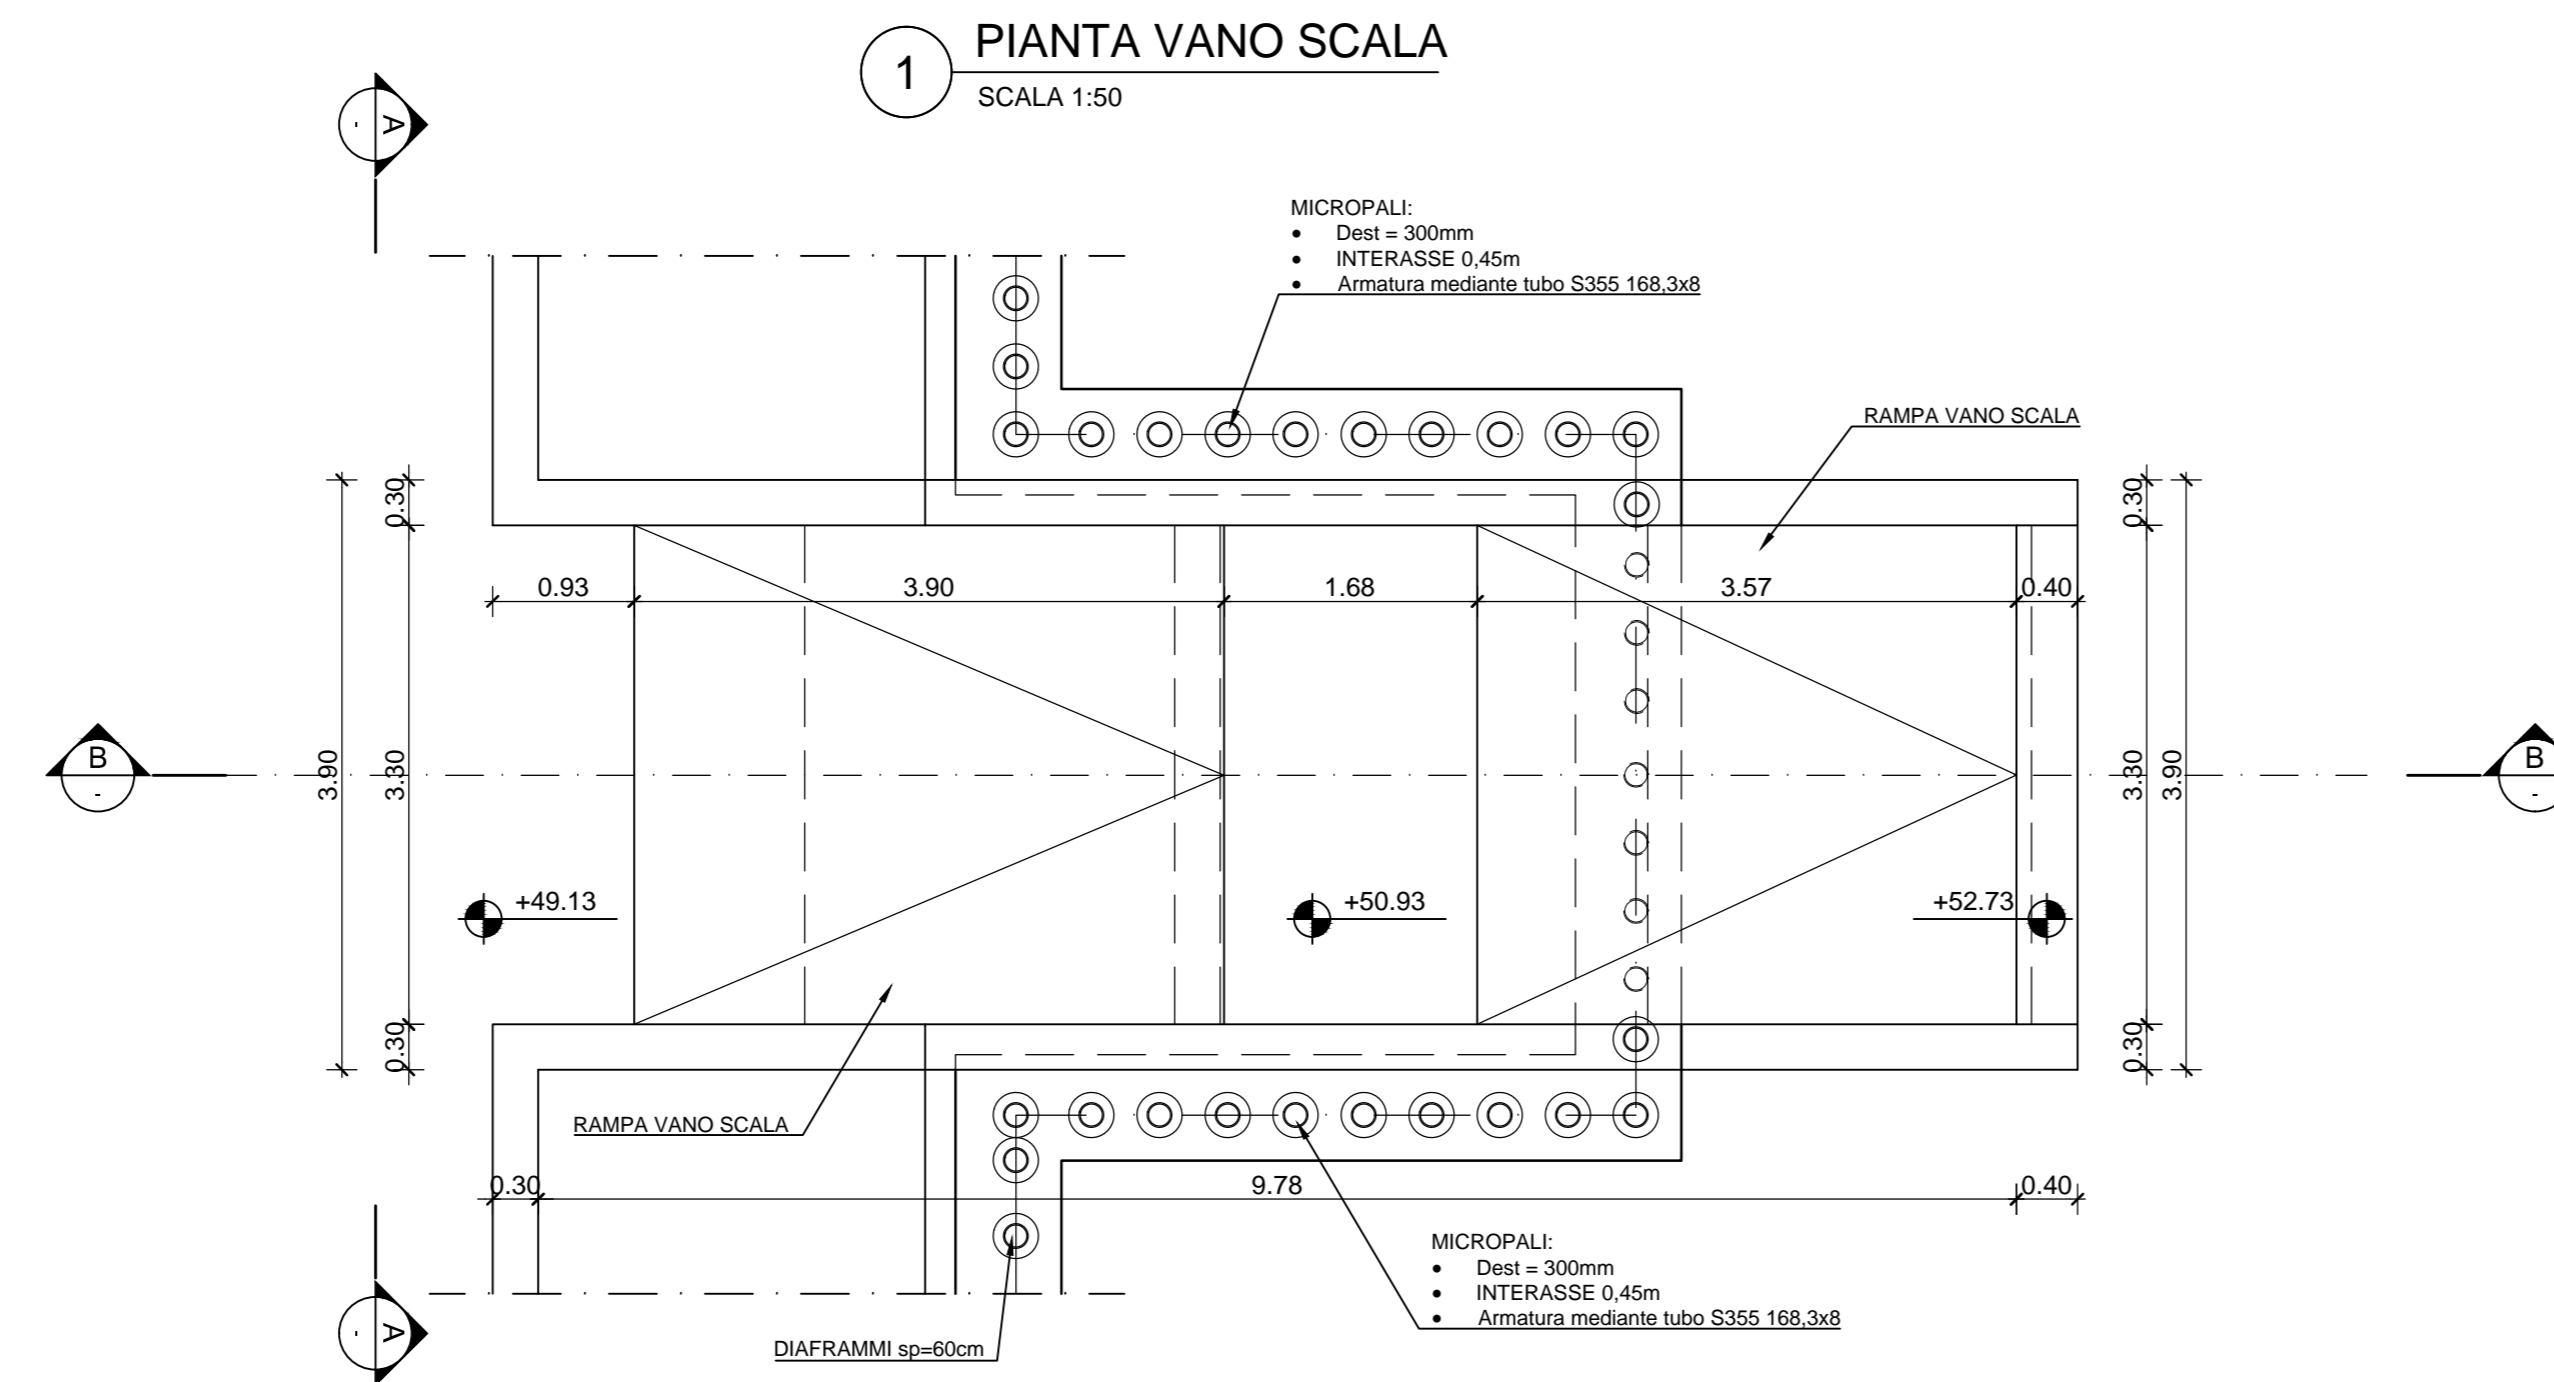 1
PIANTA VANO SCALA
SCALA 1:50
A
-
MICROPALI:
• Dest = 300mm
• INTERASSE 0,45m
• Armatura mediante tubo S355 168,3x8
RAMPA VANO SCALA
0.30
0.30
0.93
3.90
1.68
3.57
0.40
B
-
3.90
3.30
3.30
3.90
B
-
+49.13
+50.93
+52.73
0.30
0.30
RAMPA VANO SCALA
0.30
9.78
0.40
MICROPALI:
• Dest = 300mm
• INTERASSE 0,45m
• Armatura mediante tubo S355 168,3x8
A
-
DIAFRAMMI sp=60cm